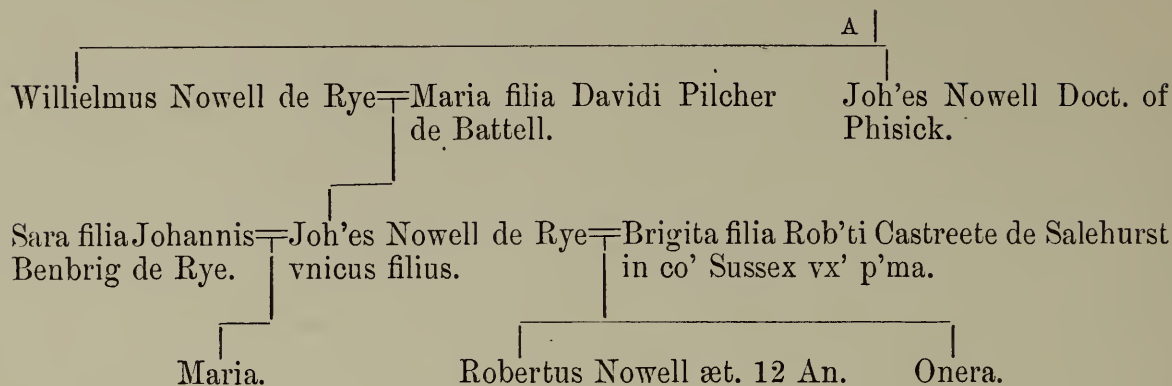 A
Willielmus Nowell de Rye Maria filia Davidi Pilcher Joh'es Nowell Doct. of
de Battell. Phisick.
Sara filia Johannis Joh'es Nowell de Rye Brigita filia Rob'ti Castreete de Salehurst
Benbrig de Rye. vnicus filius. in co' Sussex vx' p'ma.
Maria. Robertus Nowell æt. 12 An. Onera.